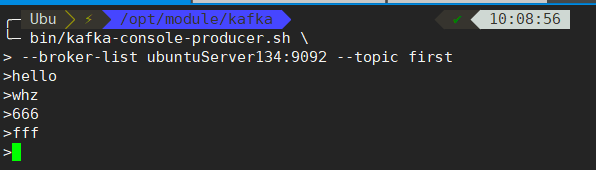 Ubu ⚡ /opt/module/kafka ✔ 10:08:56
bin/kafka-console-producer.sh \
> --broker-list ubuntuServer134:9092 --topic first
>hello
>whz
>666
>fff
>